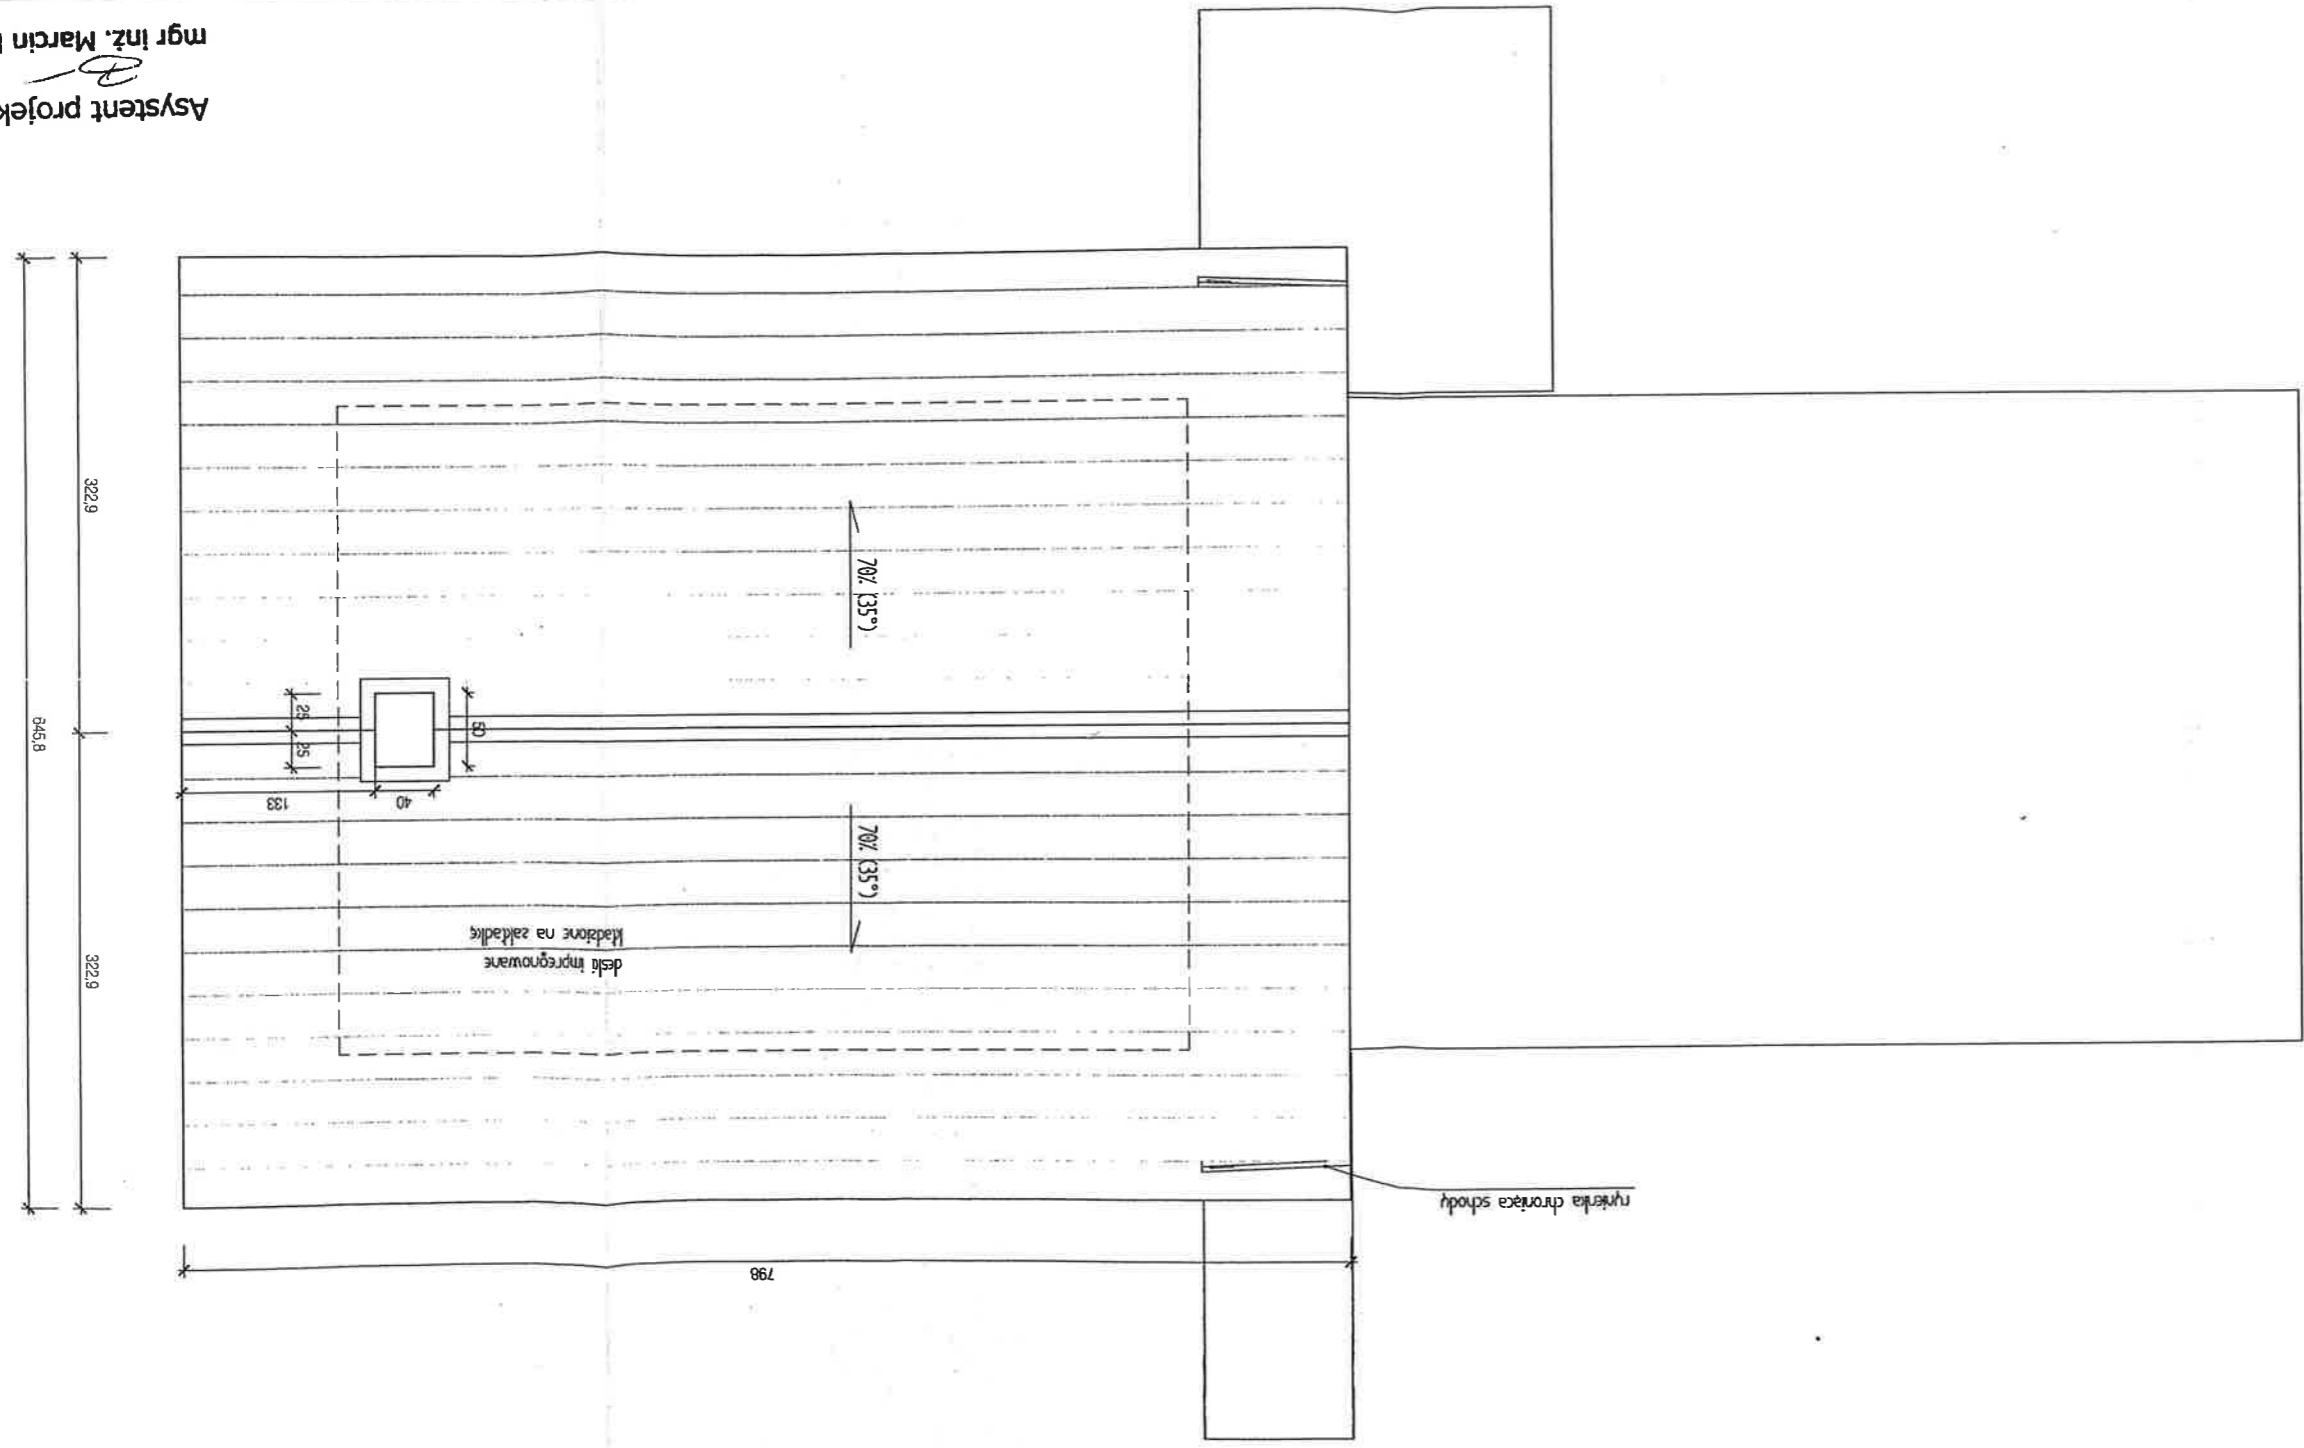 rynienka chroniąca schody
798
deski impregnowane
kładzione na zakładkę
70% (35°)
70% (35°)
40
133
50
25
25
322,9
322,9
645,8
Asystent projek
mgr inż. Marcin